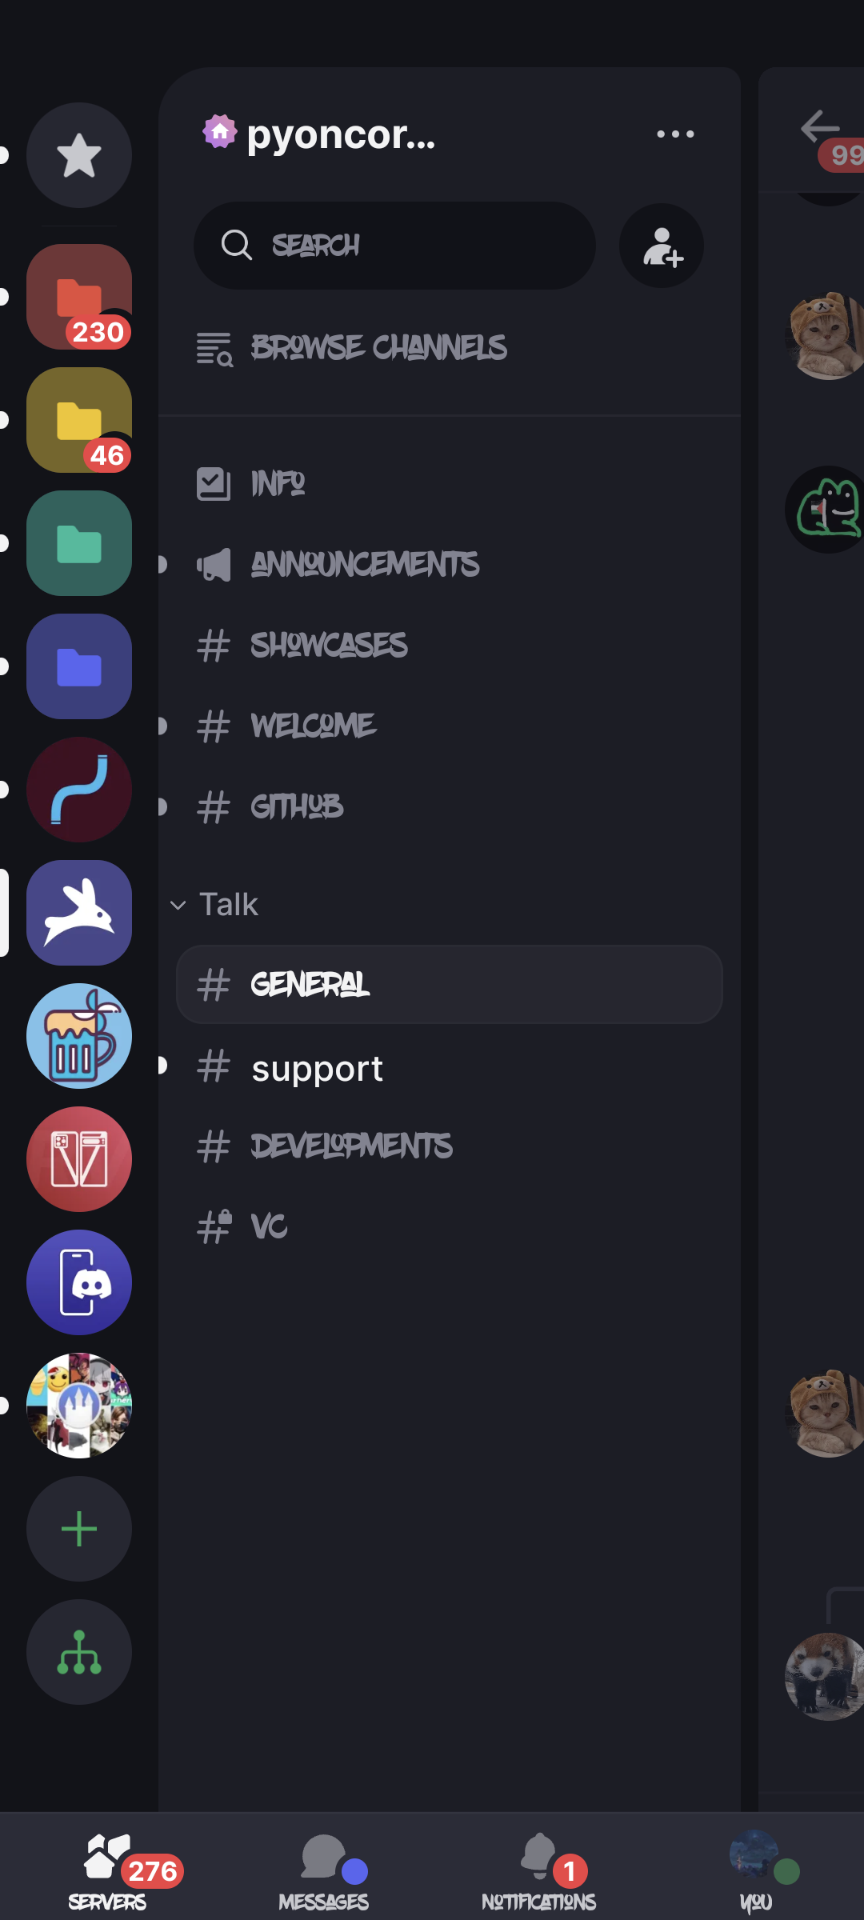 pyoncor...
99
SEARCH
BROWSE CHANNELS
230
46
INFO
ANNOUNCEMENTS
SHOWCASES
WELCOME
GITHUB
Talk
GENERAL
support
DEVELOPMENTS
VC
276
1
SERVERS
MESSAGES
NOTIFICATIONS
YOU